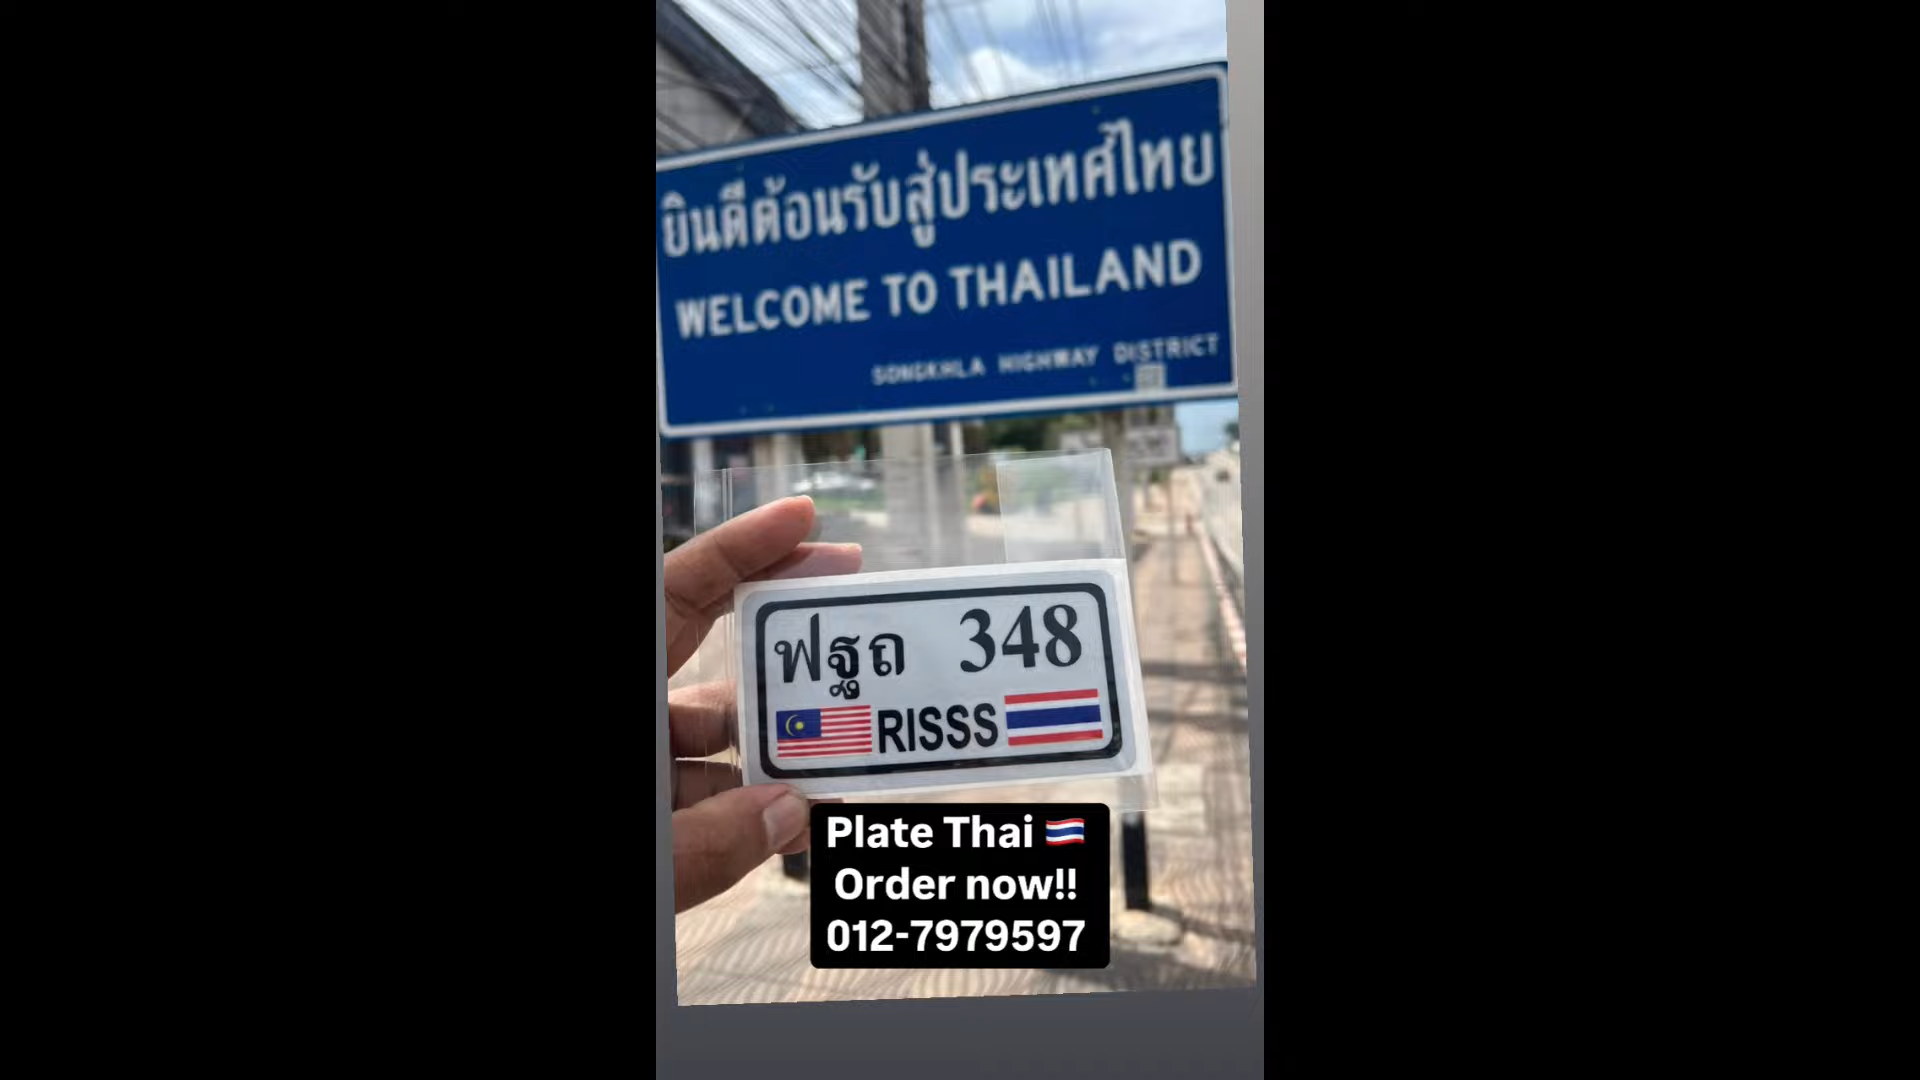 ยินดีต้อนรับสู่ประเทศไทย
WELCOME TO THAILAND
SONGKHLA HIGHWAY DISTRICT
ฟฐถ 348
RISSS
Plate Thai 🇹🇭
Order now!!
012-7979597